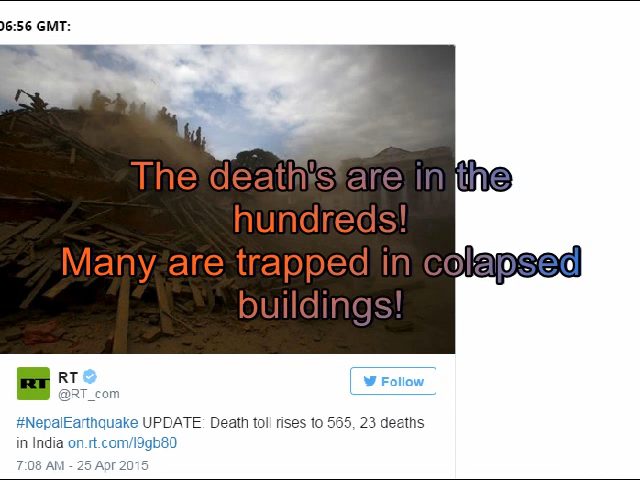 06:56 GMT:
The death's are in the
hundreds!
Many are trapped in colapsed
buildings!
RT
RT
@RT_com
Follow
#NepalEarthquake UPDATE: Death toll rises to 565, 23 deaths
in India on.rt.com/l9gb80
7:08 AM - 25 Apr 2015